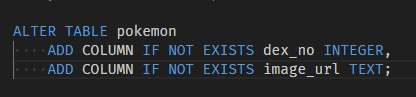 ALTER TABLE pokemon
    ADD COLUMN IF NOT EXISTS dex_no INTEGER,
    ADD COLUMN IF NOT EXISTS image_url TEXT;